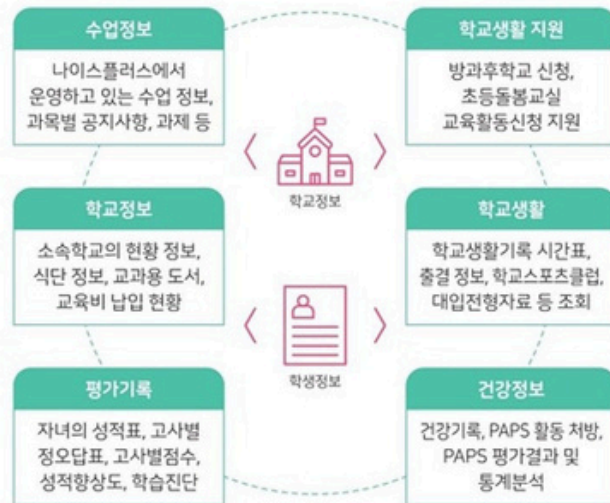 수업정보
나이스플러스에서
운영하고 있는 수업 정보,
과목별 공지사항, 과제 등
학교생활 지원
방과후학교 신청,
초등돌봄교실
교육활동신청 지원
학교정보
학교정보
소속학교의 현황 정보,
식단 정보, 교과용 도서,
교육비 납입 현황
학교생활
학교생활기록 시간표,
출결 정보, 학교스포츠클럽,
대입전형자료 등 조회
학생정보
평가기록
자녀의 성적표, 고사별
정오답표, 고사별점수,
성적향상도, 학습진단
건강정보
건강기록, PAPS 활동 처방,
PAPS 평가결과 및
통계분석